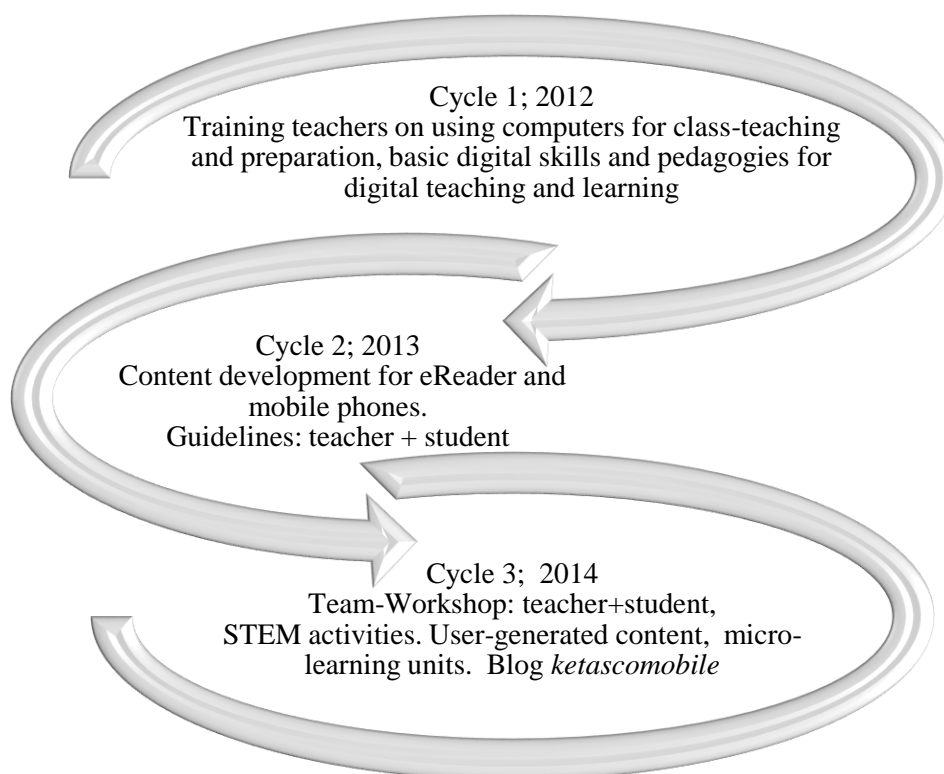 Cycle 1; 2012
Training teachers on using computers for class-teaching
and preparation, basic digital skills and pedagogies for
digital teaching and learning
Cycle 2; 2013
Content development for eReader and
mobile phones.
Guidelines: teacher + student
Cycle 3;  2014
Team-Workshop: teacher+student,
STEM activities. User-generated content,  micro-
learning units.  Blog ketascomobile